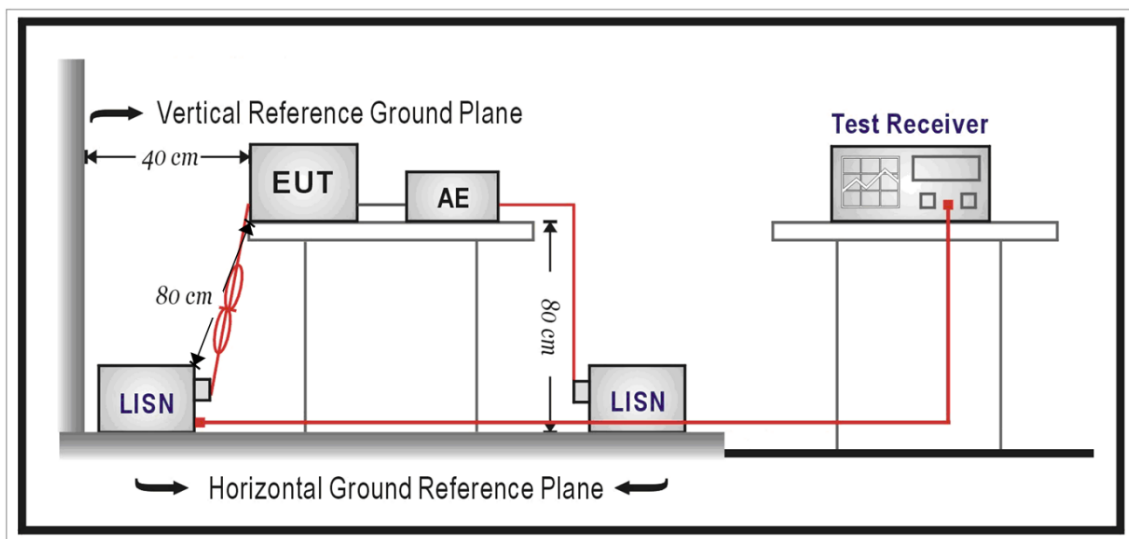 Vertical Reference Ground Plane
Test Receiver
40 cm
EUT
AE
80 cm
80 cm
LISN
LISN
Horizontal Ground Reference Plane